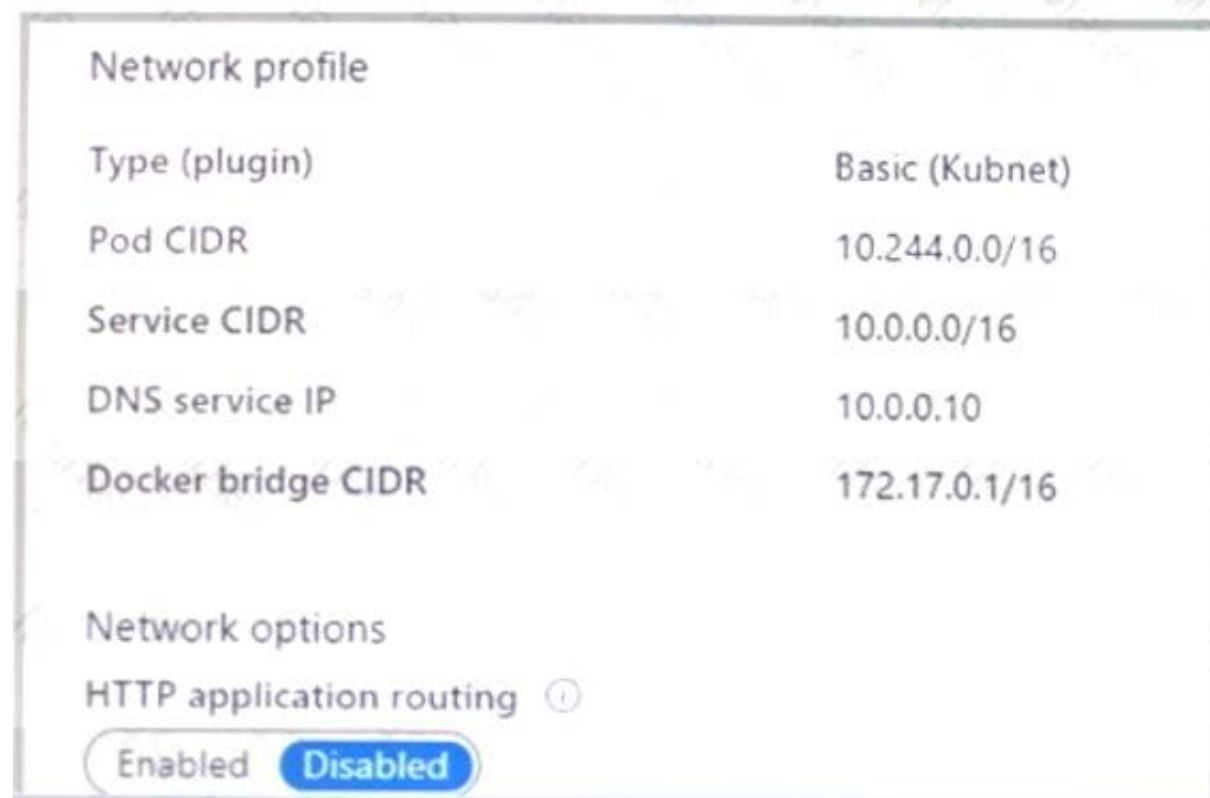 Network profile
Type (plugin) Basic (Kubnet)
Pod CIDR 10.244.0.0/16
Service CIDR 10.0.0.0/16
DNS service IP 10.0.0.10
Docker bridge CIDR 172.17.0.1/16
Network options
HTTP application routing
Enabled Disabled